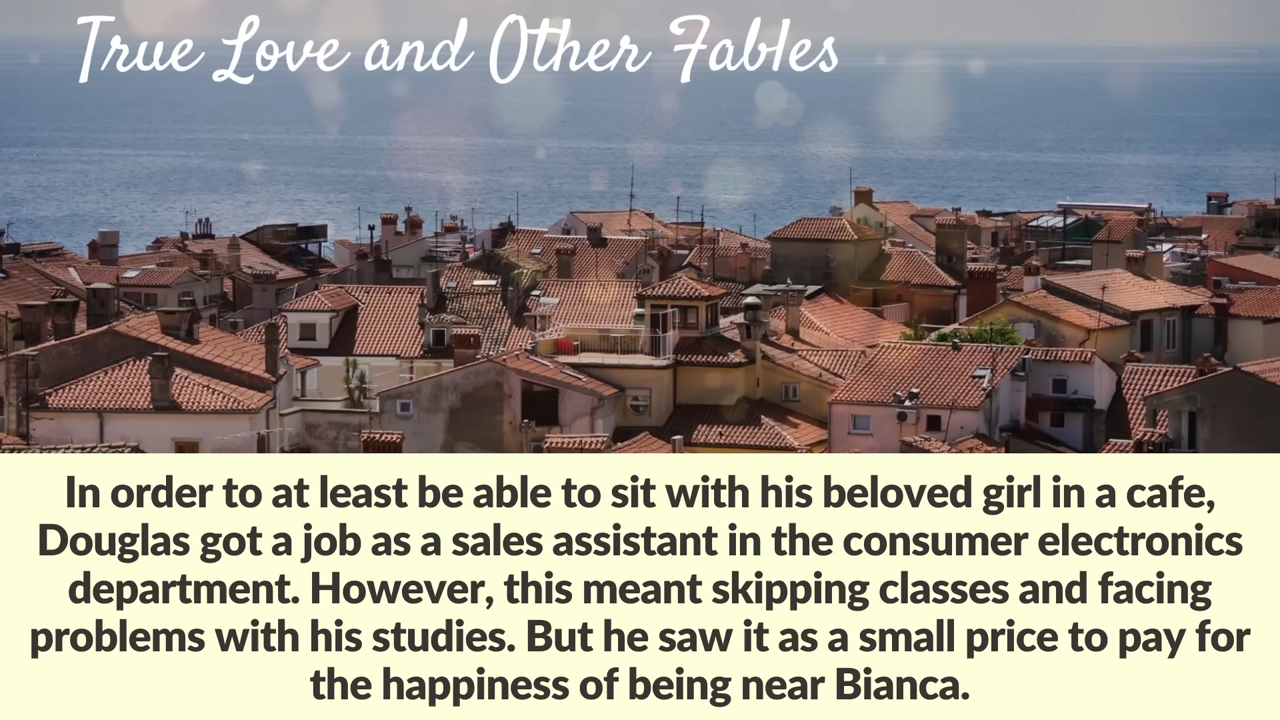 True Love and Other Fables
In order to at least be able to sit with his beloved girl in a cafe,
Douglas got a job as a sales assistant in the consumer electronics
department. However, this meant skipping classes and facing
problems with his studies. But he saw it as a small price to pay for
the happiness of being near Bianca.